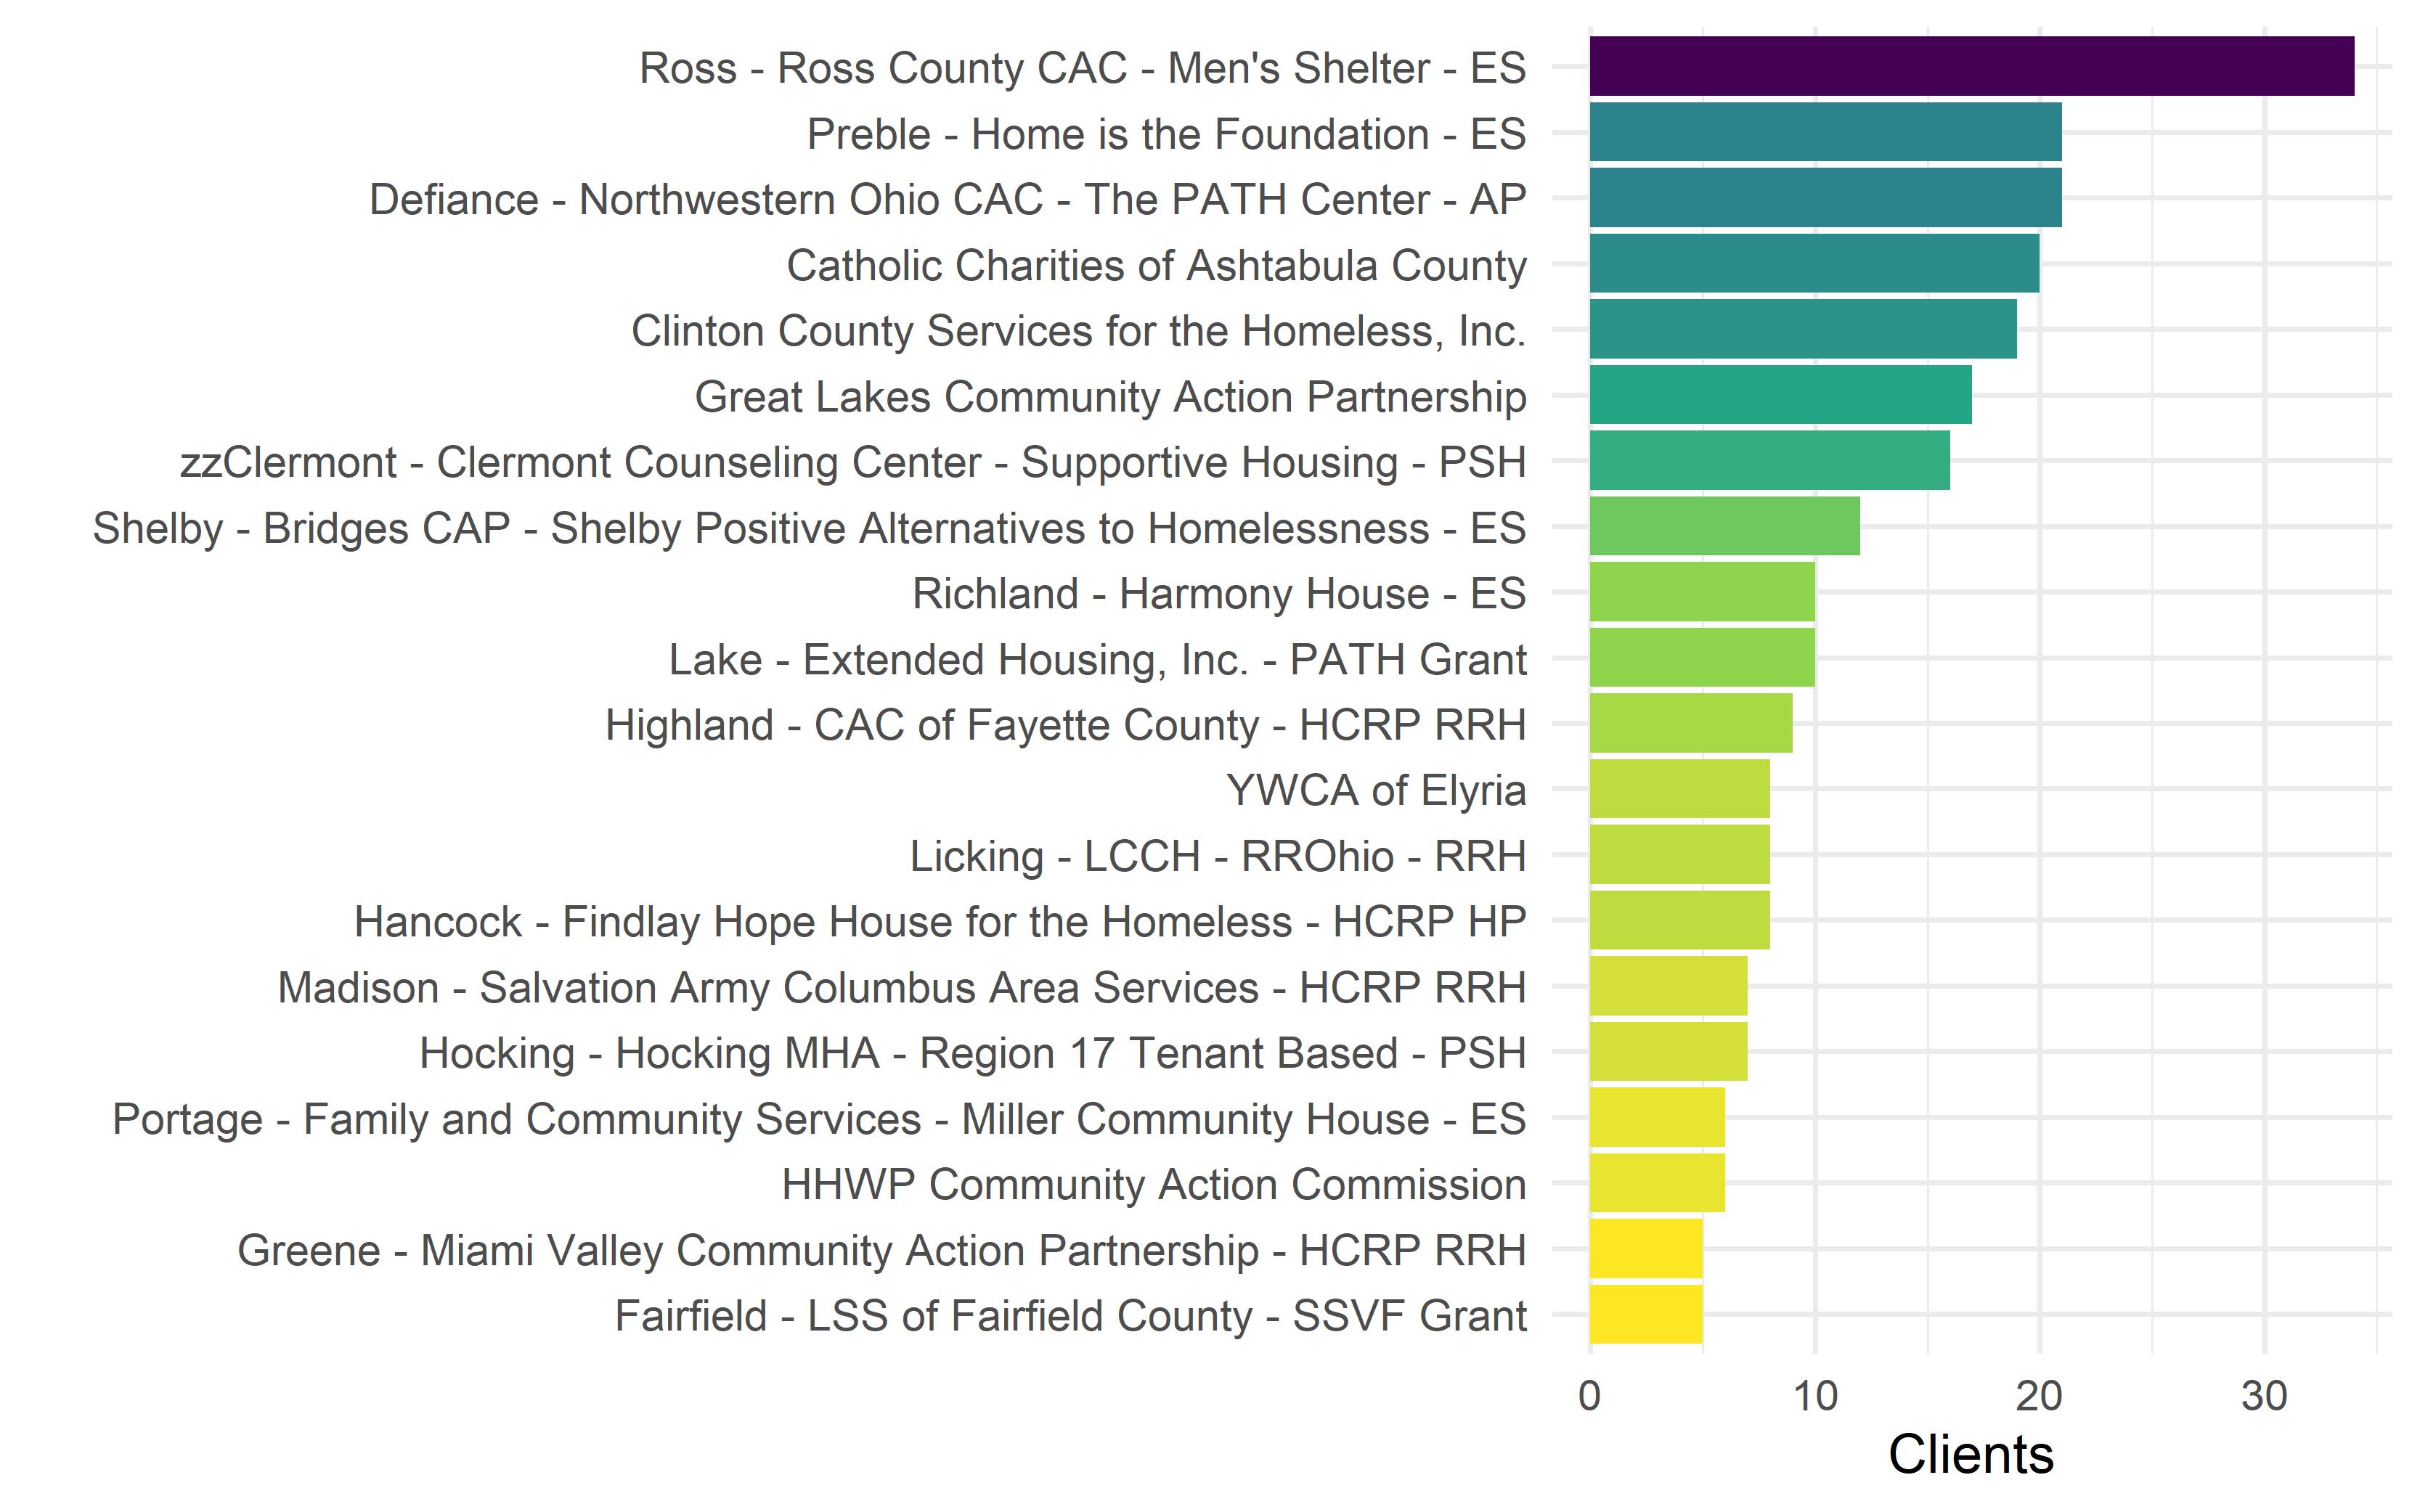 Ross - Ross County CAC - Men's Shelter - ES
Preble - Home is the Foundation - ES
Defiance - Northwestern Ohio CAC - The PATH Center - AP
Catholic Charities of Ashtabula County
Clinton County Services for the Homeless, Inc.
Great Lakes Community Action Partnership
zzClermont - Clermont Counseling Center - Supportive Housing - PSH
Shelby - Bridges CAP - Shelby Positive Alternatives to Homelessness - ES
Richland - Harmony House - ES
Lake - Extended Housing, Inc. - PATH Grant
Highland - CAC of Fayette County - HCRP RRH
YWCA of Elyria
Licking - LCCH - RROhio - RRH
Hancock - Findlay Hope House for the Homeless - HCRP HP
Madison - Salvation Army Columbus Area Services - HCRP RRH
Hocking - Hocking MHA - Region 17 Tenant Based - PSH
Portage - Family and Community Services - Miller Community House - ES
HHWP Community Action Commission
Greene - Miami Valley Community Action Partnership - HCRP RRH
Fairfield - LSS of Fairfield County - SSVF Grant
0 10 20 30
Clients